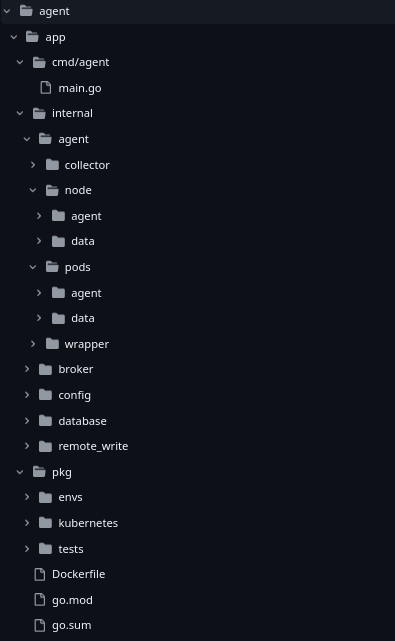 agent
app
cmd/agent
main.go
internal
agent
collector
node
agent
data
pods
agent
data
wrapper
broker
config
database
remote_write
pkg
envs
kubernetes
tests
Dockerfile
go.mod
go.sum